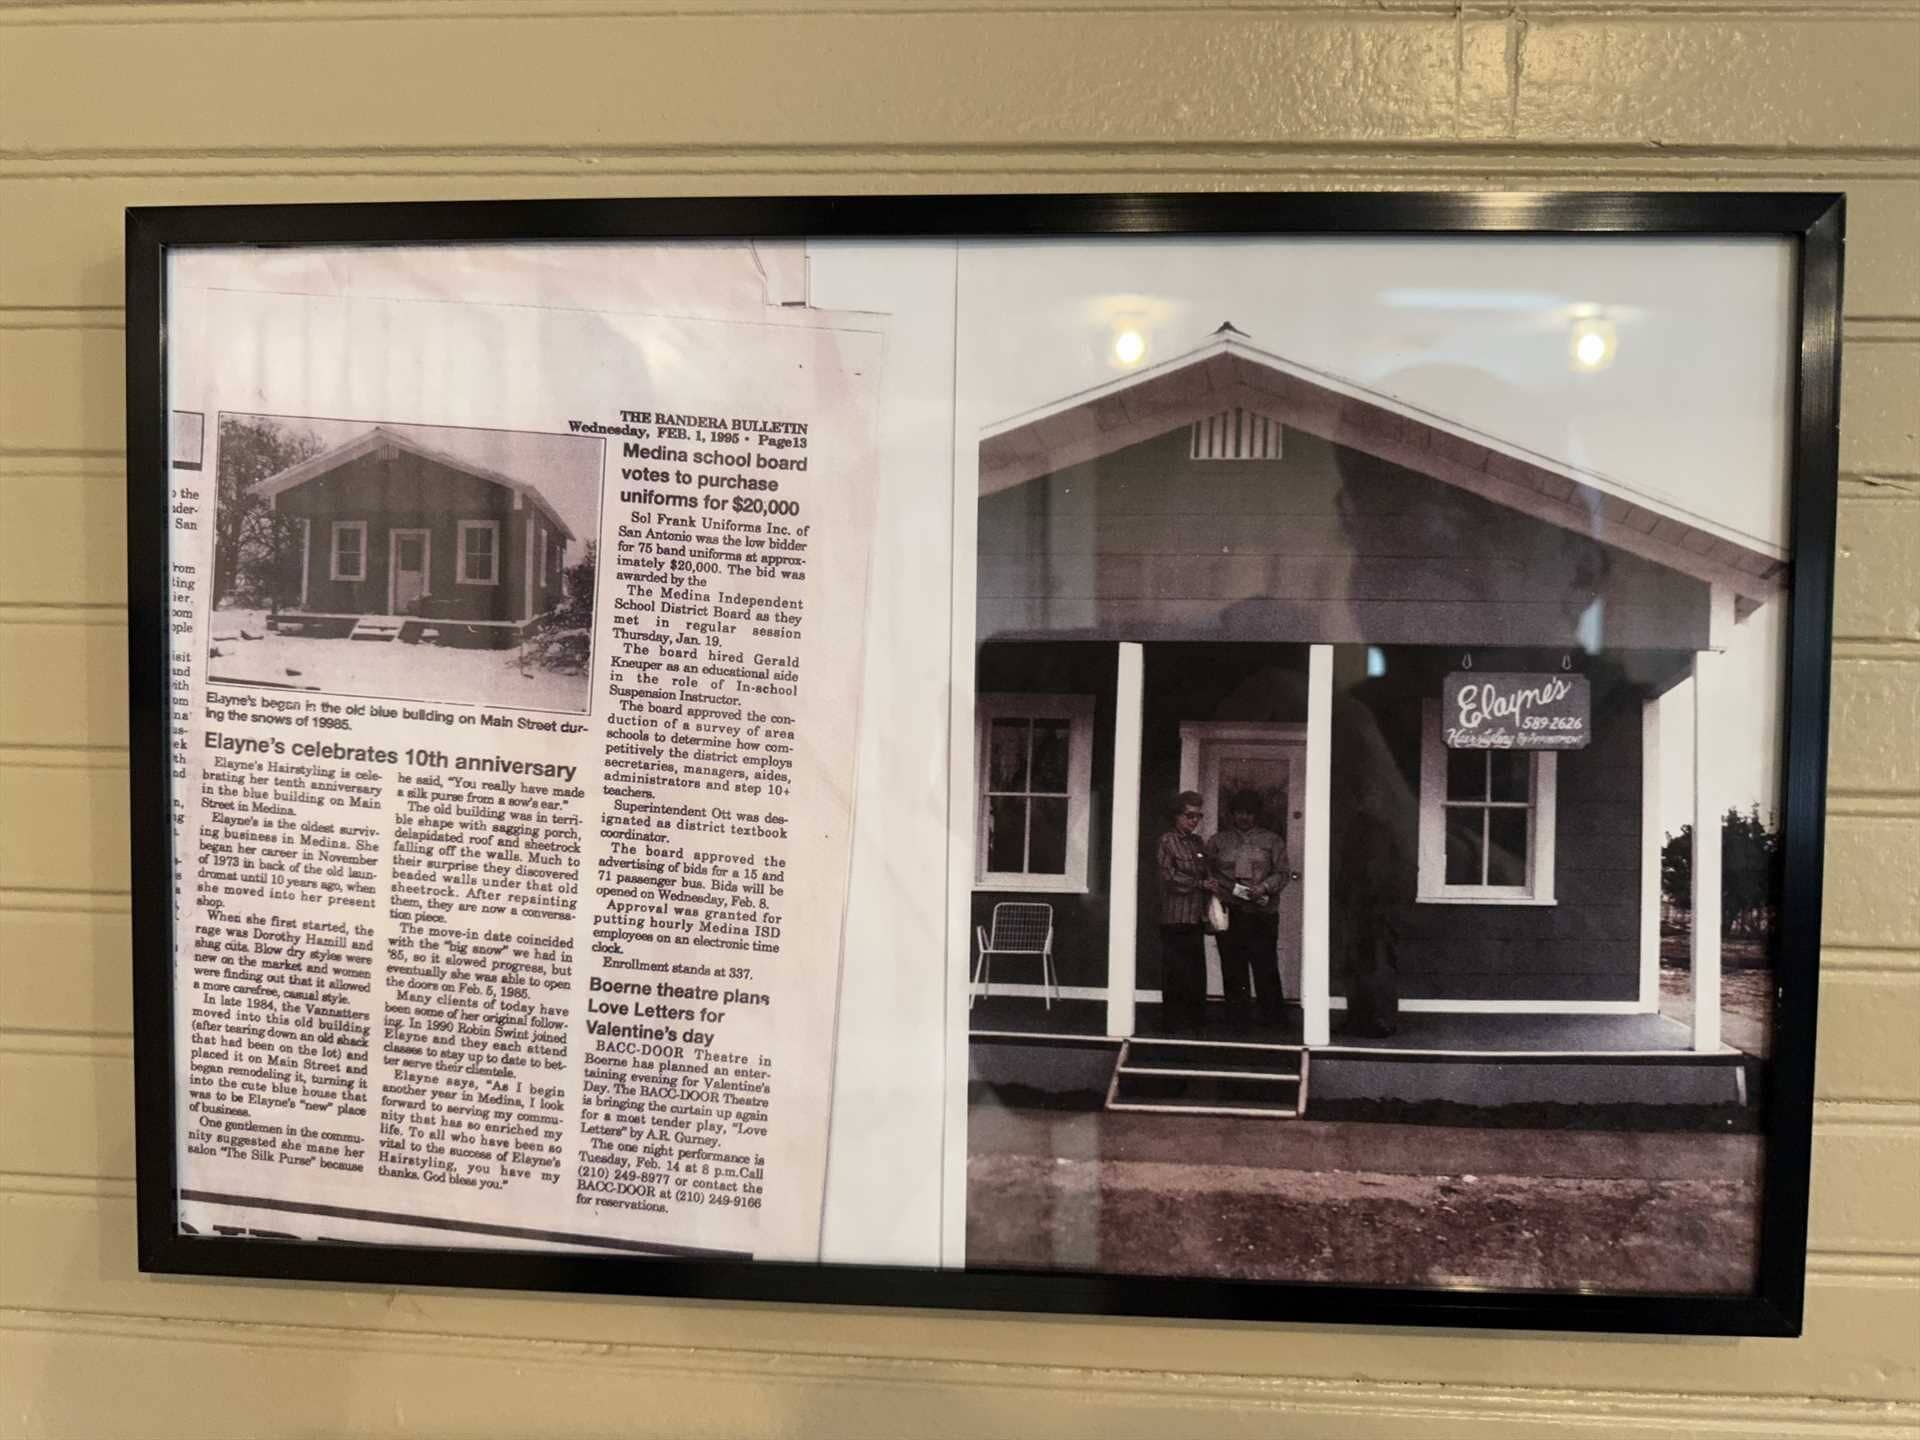 THE BANDERA BULLETIN
Wednesday, FEB. 1, 1995 • Page13
o the
nder-
San
from
ting
ier.
oom
ople
isit
and
with
om
na'
us-
ek
th
nd
n,
ng
Elayne's began in the old blue building on Main Street dur-
ing the snows of 19985.
Elayne's celebrates 10th anniversary
Elayne's Hairstyling is cele-
brating her tenth anniversary
in the blue building on Main
Street in Medina.
Elayne's is the oldest surviv-
ing business in Medina. She
began her career in November
of 1973 in back of the old laun-
dromat until 10 years ago, when
she moved into her present
shop.
When she first started, the
rage was Dorothy Hamill and
shag cuts. Blow dry styles were
new on the market and women
were finding out that it allowed
a more carefree, casual style.
In late 1984, the Vannatters
moved into this old building
(after tearing down an old shack
that had been on the lot) and
placed it on Main Street and
began remodeling it, turning it
into the cute blue house that
was to be Elayne's "new" place
of business.
One gentlemen in the commu-
nity suggested she mane her
salon "The Silk Purse" because
he said, "You really have made
a silk purse from a sow's ear."
The old building was in terri-
ble shape with sagging porch,
delapidated roof and sheetrock
falling off the walls. Much to
their surprise they discovered
beaded walls under that old
sheetrock. After repainting
them, they are now a conversa-
tion piece.
The move-in date coincided
with the "big snow" we had in
'85, so it slowed progress, but
eventually she was able to open
the doors on Feb. 5, 1985.
Many clients of today have
been some of her original follow-
ing. In 1990 Robin Swint joined
Elayne and they each attend
classes to stay up to date to bet-
ter serve their clientele.
Elayne says, "As I begin
another year in Medina, I look
forward to serving my commu-
nity that has so enriched my
life. To all who have been so
vital to the success of Elayne's
Hairstyling, you have my
thanks. God bless you."
Medina school board
votes to purchase
uniforms for $20,000
Sol Frank Uniforms Inc. of
San Antonio was the low bidder
for 75 band uniforms at approx-
imately $20,000. The bid was
awarded by the
The Medina Independent
School District Board as they
met in regular session
Thursday, Jan. 19.
The board hired Gerald
Kneuper as an educational aide
in the role of In-school
Suspension Instructor.
The board approved the con-
duction of a survey of area
schools to determine how com-
petitively the district employs
secretaries, managers, aides,
administrators and step 10+
teachers.
Superintendent Ott was des-
ignated as district textbook
coordinator.
The board approved the
advertising of bids for a 15 and
71 passenger bus. Bids will be
opened on Wednesday, Feb. 8.
Approval was granted for
putting hourly Medina ISD
employees on an electronic time
clock.
Enrollment stands at 337.
Boerne theatre plans
Love Letters for
Valentine's day
BACC-DOOR Theatre in
Boerne has planned an enter-
taining evening for Valentine's
Day. The BACC-DOOR Theatre
is bringing the curtain up again
for a most tender play, "Love
Letters" by A.R. Gurney.
The one night performance is
Tuesday, Feb. 14 at 8 p.m.Call
(210) 249-8977 or contact the
BACC-DOOR at (210) 249-9166
for reservations.
Elayne's
589-2626
Hairstyling By APPOINTMENT